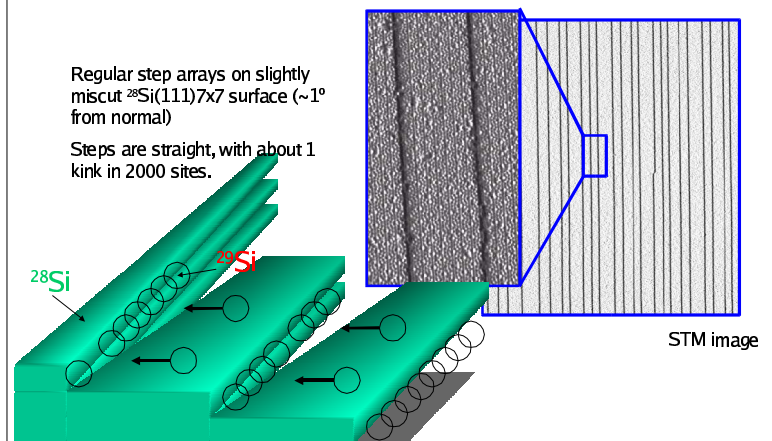 Regular step arrays on slightly
miscut ²⁸Si(111)7x7 surface (~1º
from normal)
Steps are straight, with about 1
kink in 2000 sites.
²⁹Si
²⁸Si
STM image